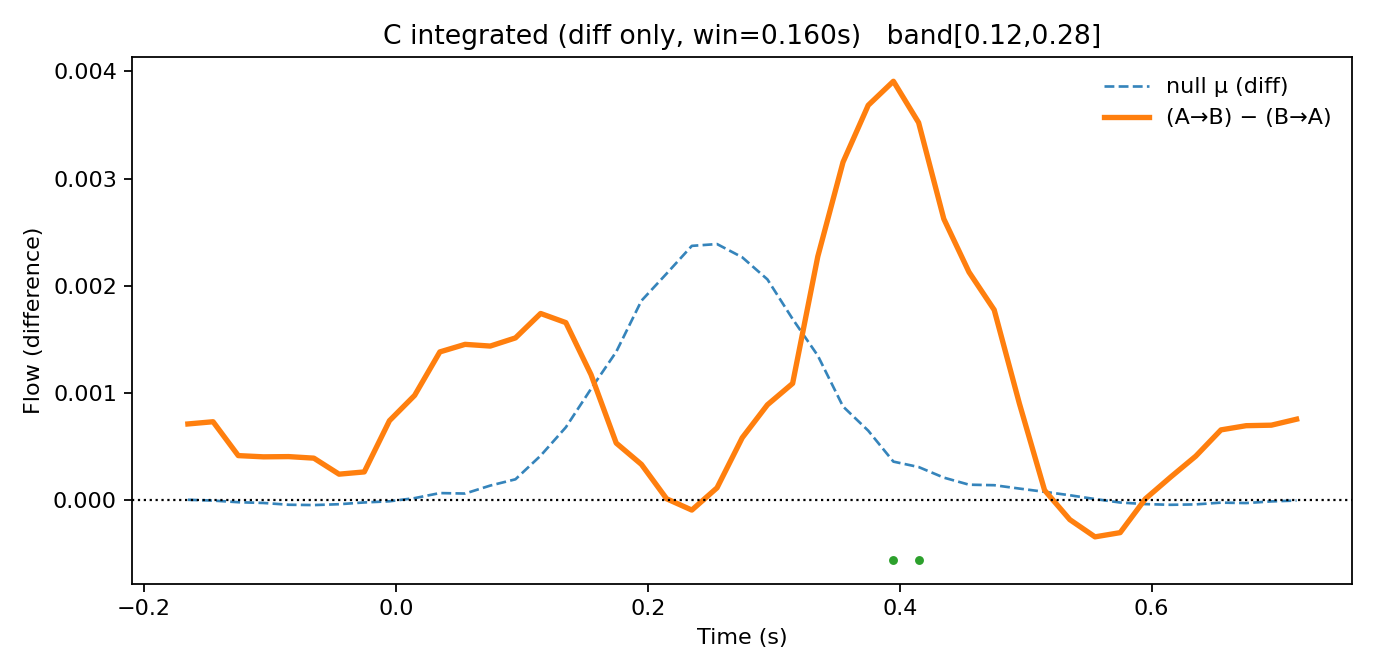 C integrated (diff only, win=0.160s)   band[0.12,0.28]
null μ (diff)
(A→B) − (B→A)
Flow (difference)
0.004
0.003
0.002
0.001
0.000
−0.2
0.0
0.2
0.4
0.6
Time (s)